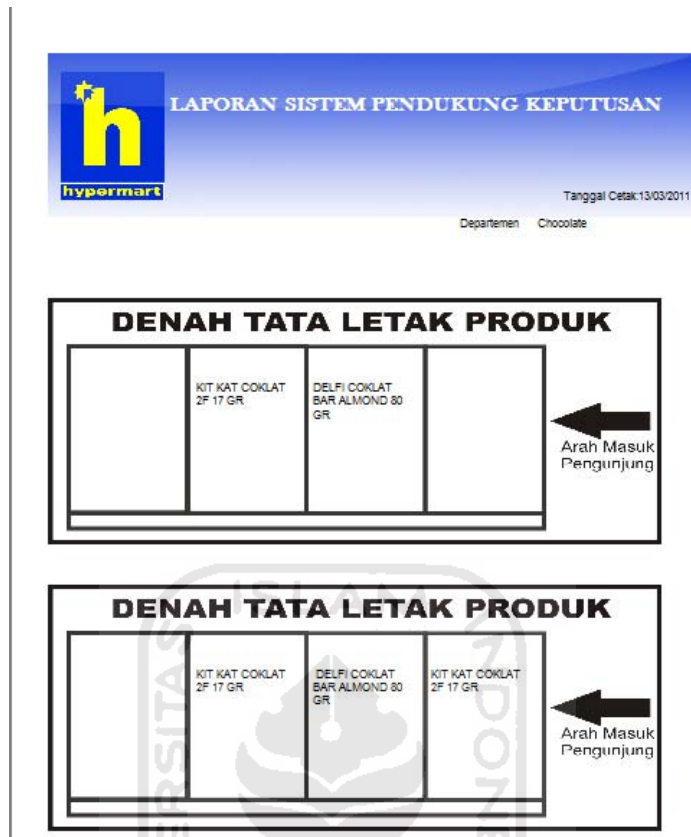 h
hypermart
LAPORAN SISTEM PENDUKUNG KEPUTUSAN
Tanggal Cetak:13/03/2011
Departemen Chocolate
DENAH TATA LETAK PRODUK
KIT KAT COKLAT
2F 17 GR
DELFI COKLAT
BAR ALMOND 80
GR
Arah Masuk
Pengunjung
DENAH TATA LETAK PRODUK
KIT KAT COKLAT
2F 17 GR
DELFI COKLAT
BAR ALMOND 80
GR
KIT KAT COKLAT
2F 17 GR
Arah Masuk
Pengunjung
ISLAM